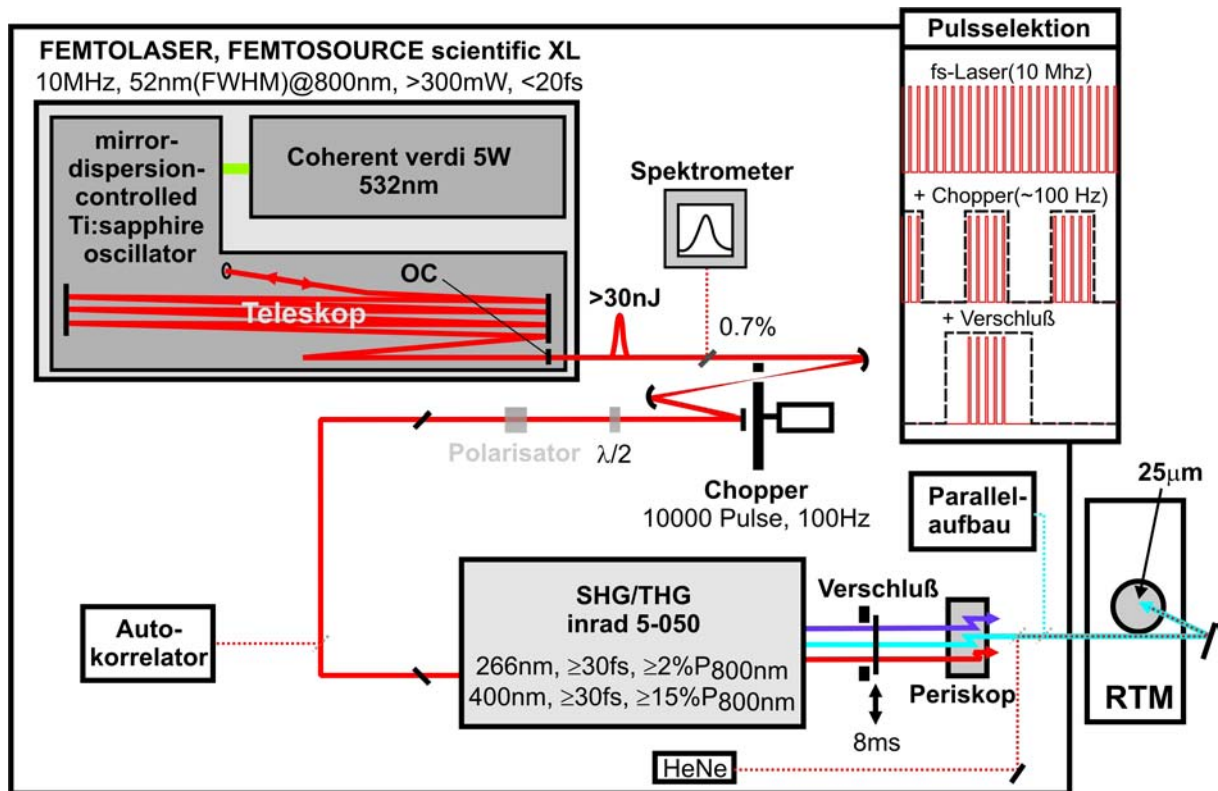 FEMTOLASER, FEMTOSOURCE scientific XL
10MHz, 52nm(FWHM)@800nm, >300mW, <20fs
mirror-
dispersion-
controlled
Ti:sapphire
oscillator
Coherent verdi 5W
532nm
Teleskop
OC
>30nJ
Spektrometer
0.7%
Pulsselektion
fs-Laser(10 Mhz)
+ Chopper(~100 Hz)
+ Verschluß
Polarisator
λ/2
Chopper
10000 Pulse, 100Hz
Parallel-
aufbau
25μm
RTM
Auto-
korrelator
SHG/THG
inrad 5-050
266nm, ≥30fs, ≥2%P800nm
400nm, ≥30fs, ≥15%P800nm
Verschluß
8ms
Periskop
HeNe